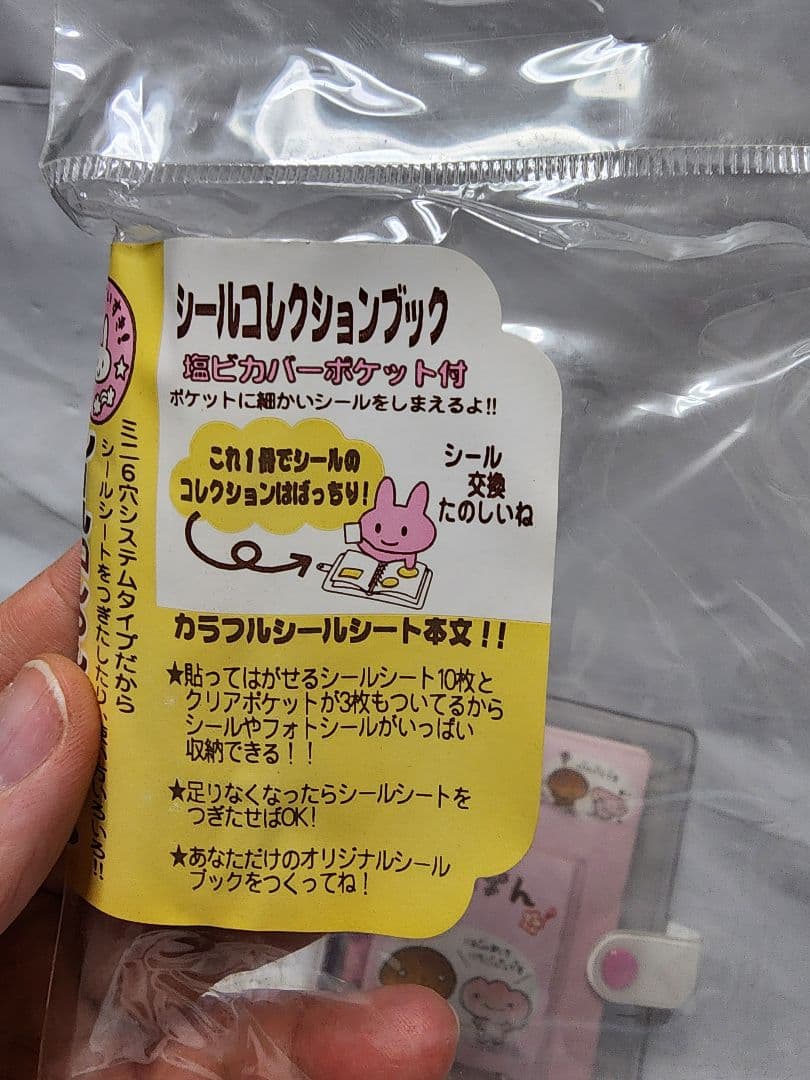 シールコレクションブック
塩ビカバーポケット付
ポケットに細かいシールをしまえるよ!!
これ1冊でシールの
コレクションはばっちり!
シール
交換
たのしいね
カラフルシールシート本文!!
★貼ってはがせるシールシート10枚と
クリアポケットが3枚もついてるから
シールやフォトシールがいっぱい
収納できる!!
★足りなくなったらシールシートを
つぎたせばOK!
★あなただけのオリジナルシール
ブックをつくってね!
ミニ6穴システムタイプだから
シールシートをつぎたしたり、